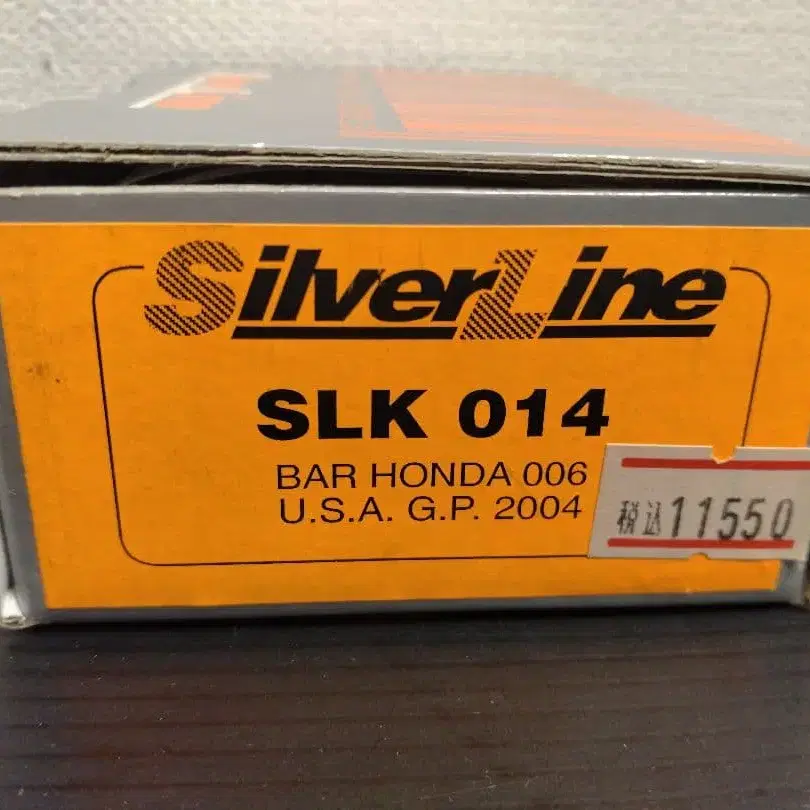 SilverLine
SLK 014
BAR HONDA 006
U.S.A. G.P. 2004
税込11550